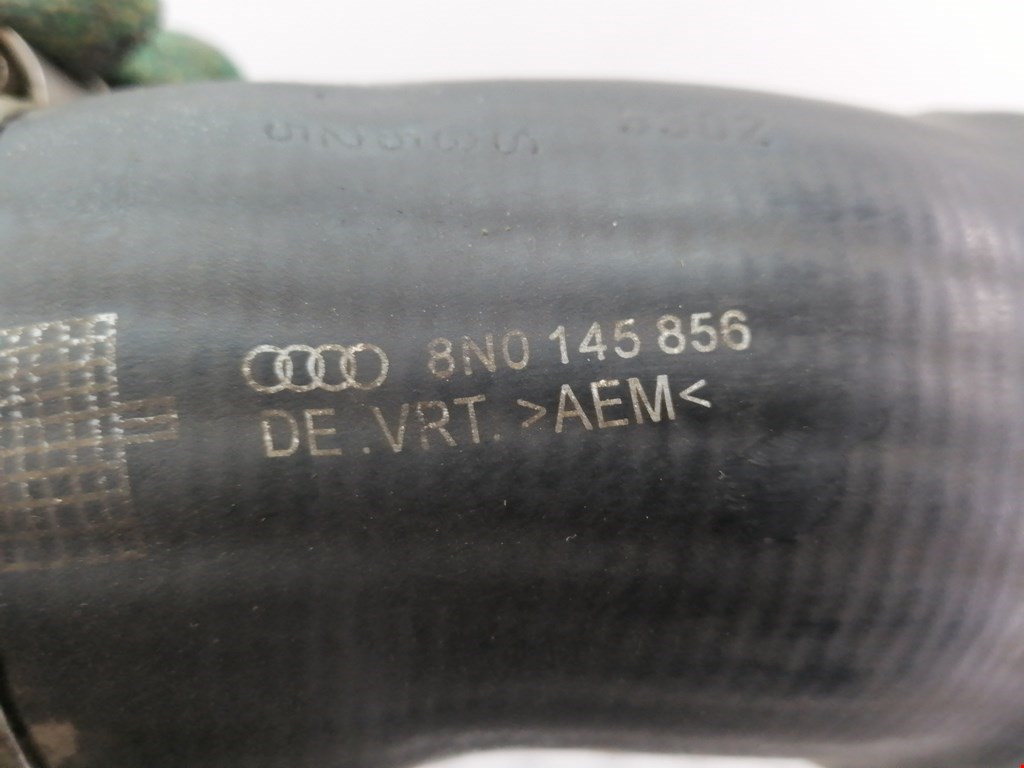 8N0 145 856
DE .VRT. >AEM<